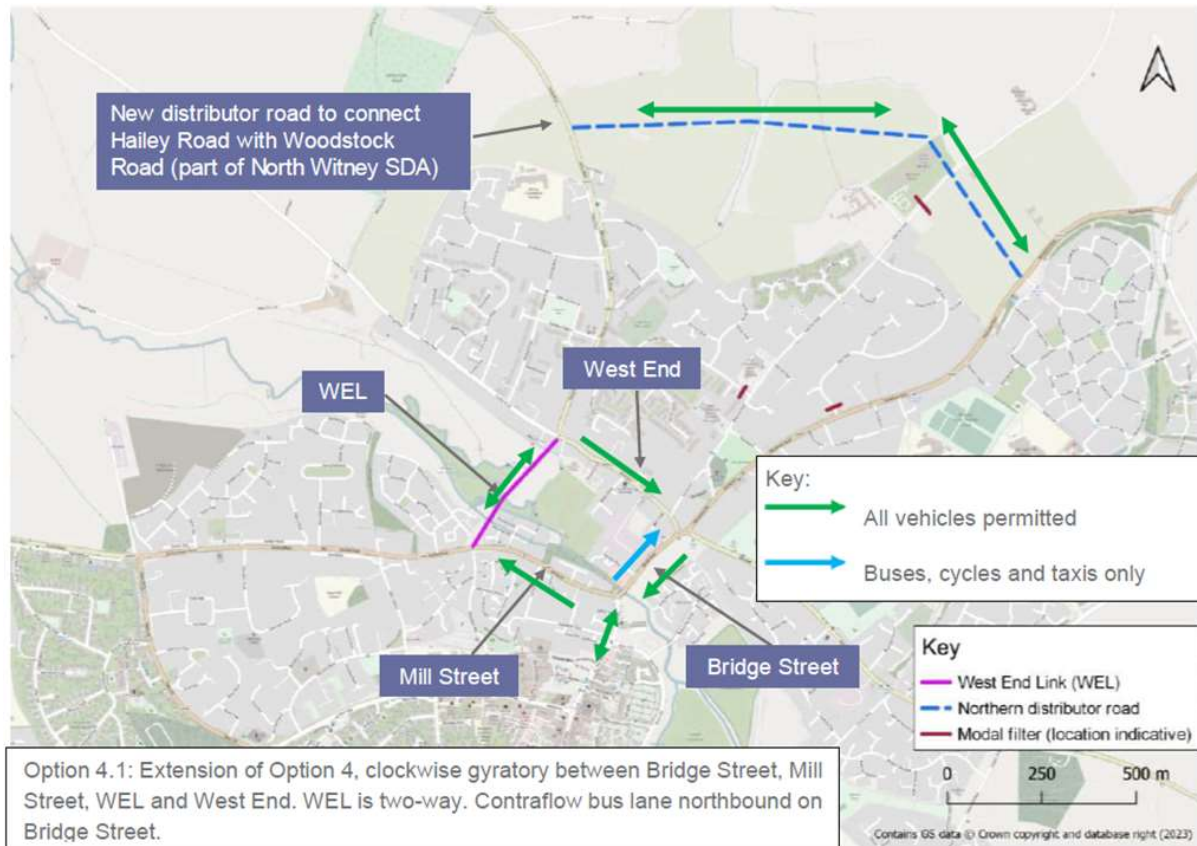 New distributor road to connect
Hailey Road with Woodstock
Road (part of North Witney SDA)
West End
WEL
Key:
All vehicles permitted
Buses, cycles and taxis only
Mill Street
Bridge Street
Key
West End Link (WEL)
Northern distributor road
Modal filter (location indicative)
0 250 500 m
Option 4.1: Extension of Option 4, clockwise gyratory between Bridge Street, Mill
Street, WEL and West End. WEL is two-way. Contraflow bus lane northbound on
Bridge Street.
Contains OS data © Crown copyright and database right (2023)